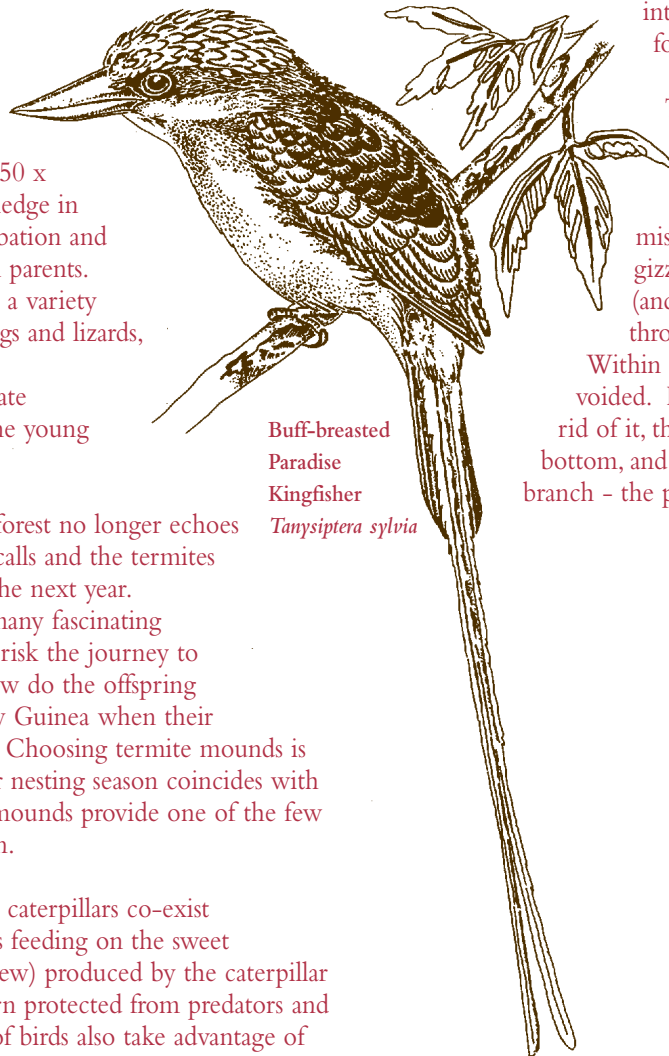 50 x
edge in
bation and
parents.
a variety
gs and lizards,
ate
he young
forest no longer echoes
calls and the termites
he next year.
many fascinating
risk the journey to
w do the offspring
Guinea when their
Choosing termite mounds is
r nesting season coincides with
mounds provide one of the few
n.
caterpillars co-exist
s feeding on the sweet
ew) produced by the caterpillar
rn protected from predators and
of birds also take advantage of
Buff-breasted
Paradise
Kingfisher
Tanysiptera sylvia
int
fo
mis
gizz
(and
thro
Within
voided.
rid of it, th
bottom, and
branch - the p